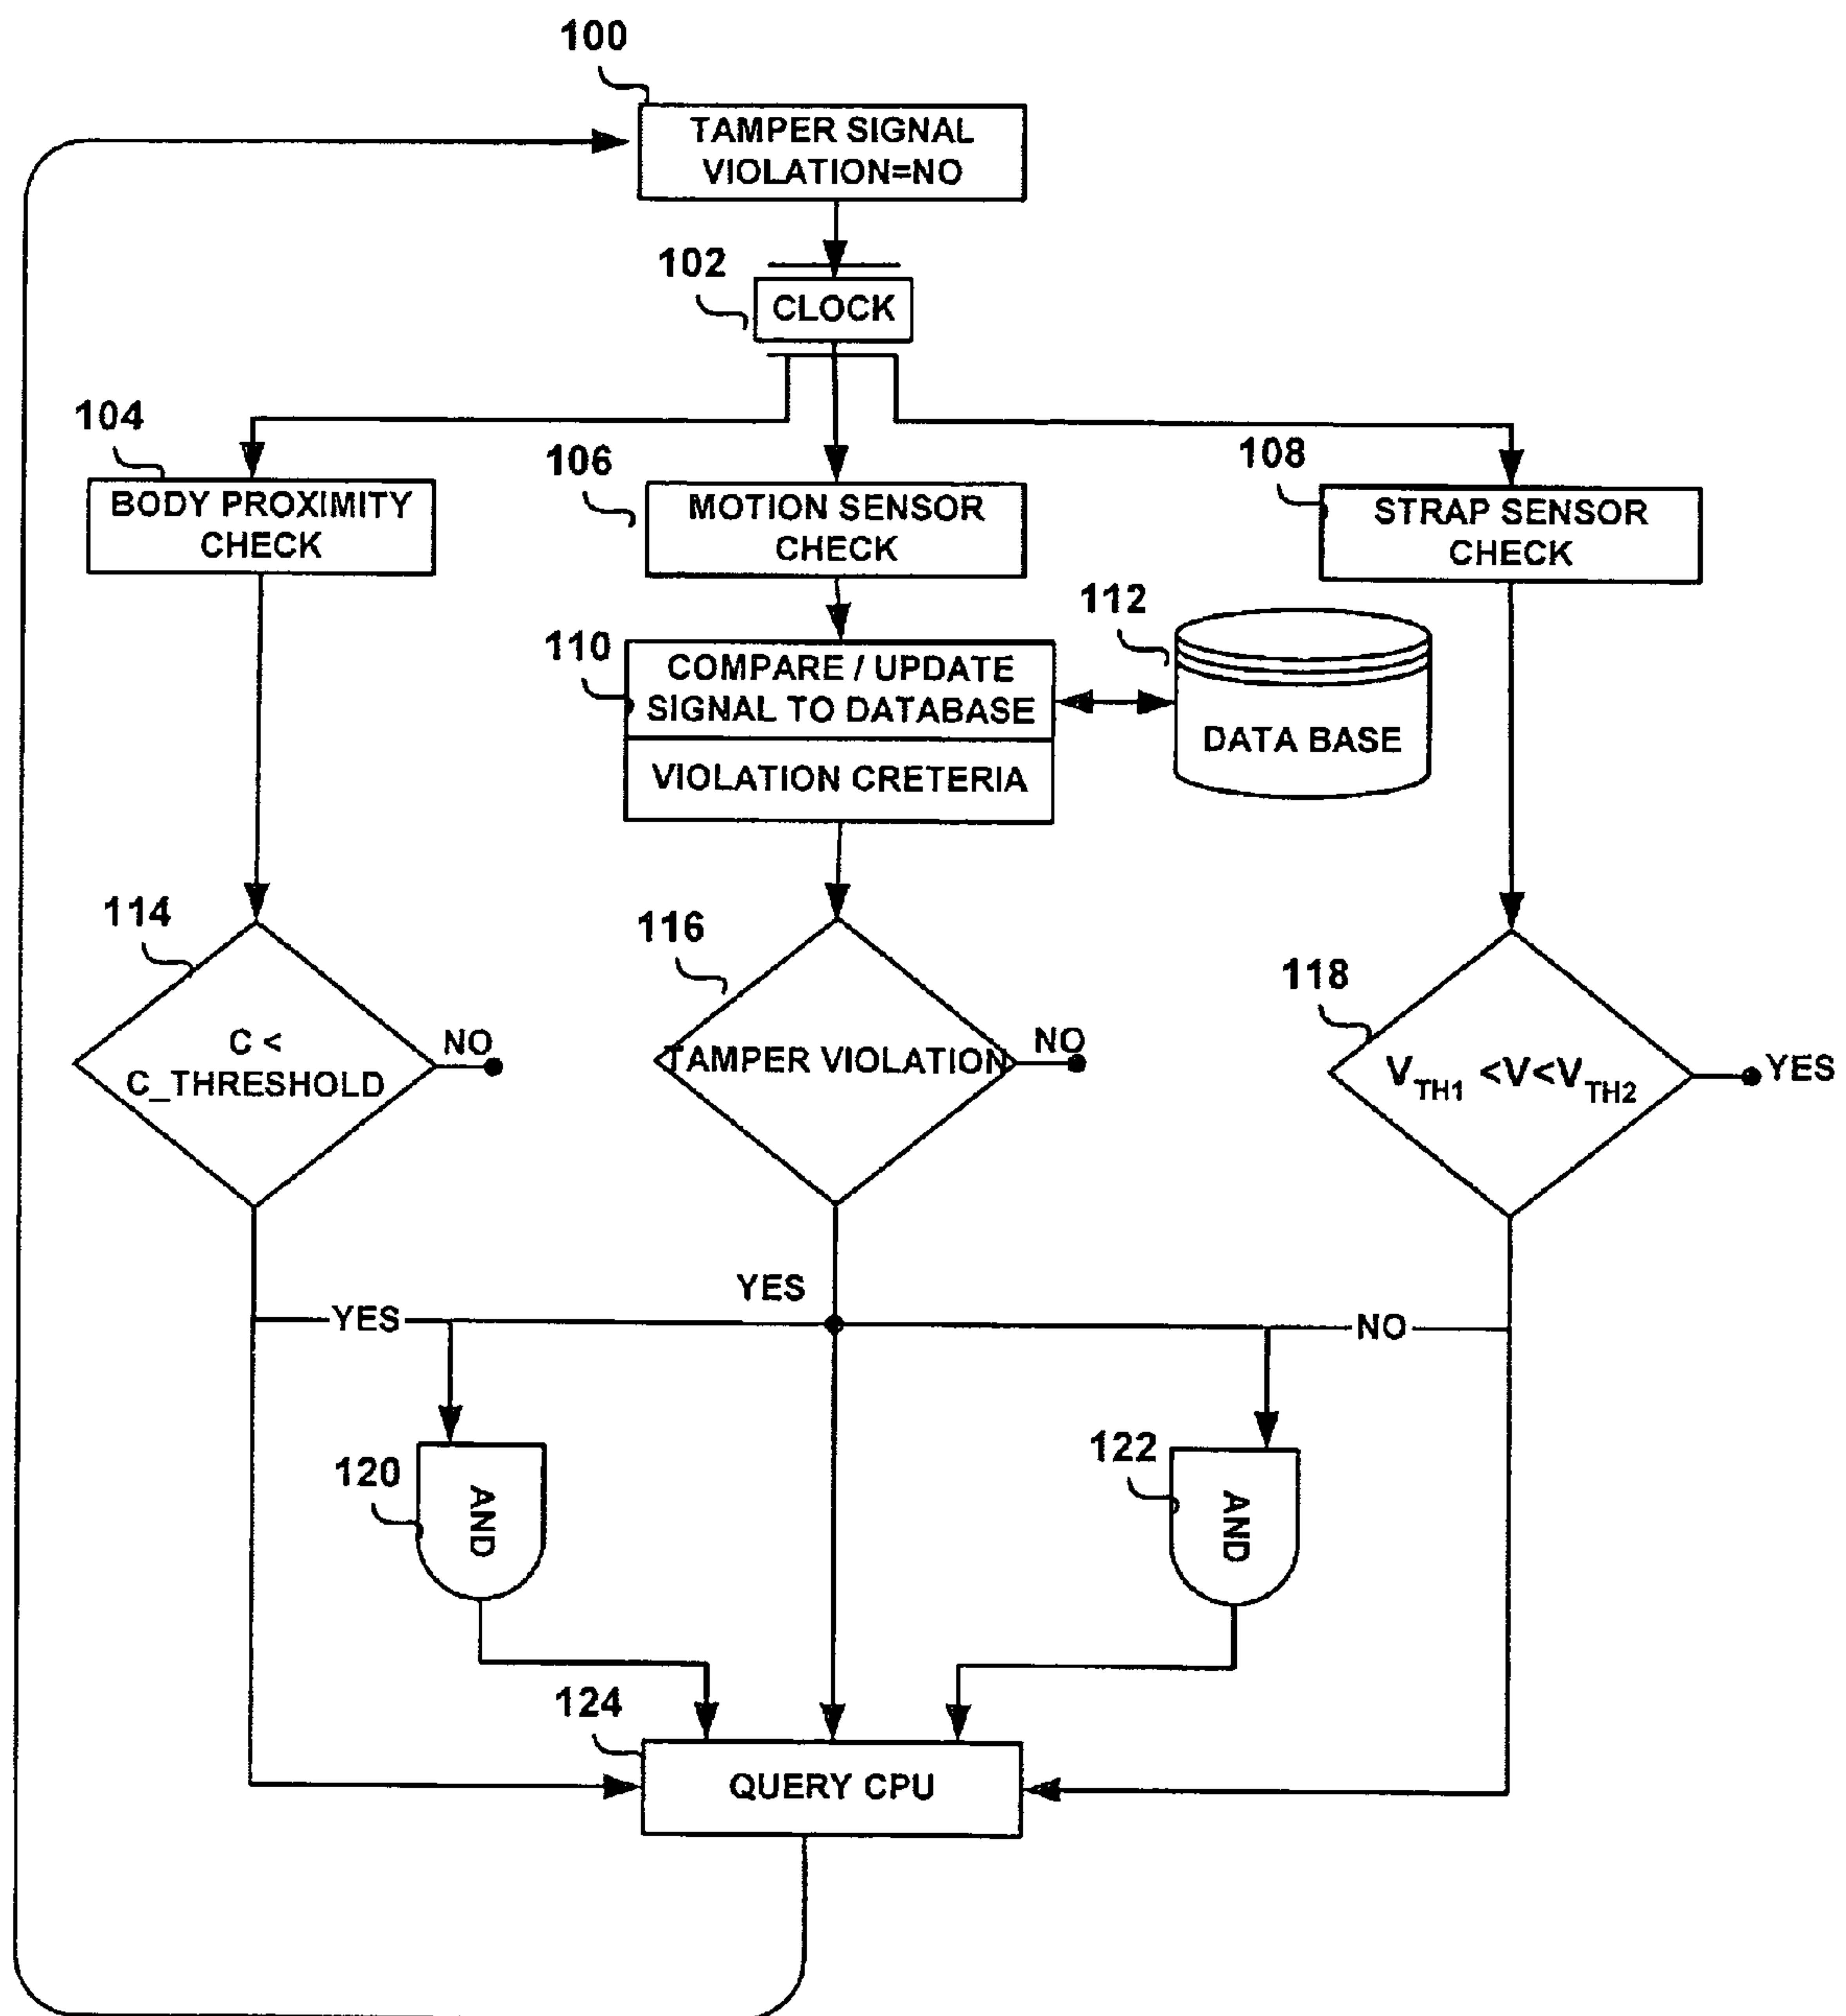 100
TAMPER SIGNAL
VIOLATION=NO
102
CLOCK
104
BODY PROXIMITY
CHECK
106
MOTION SENSOR
CHECK
108
STRAP SENSOR
CHECK
110
COMPARE / UPDATE
SIGNAL TO DATABASE
VIOLATION CRETERIA
112
DATA BASE
114
C <
C_THRESHOLD
NO
116
TAMPER VIOLATION
NO
118
V_TH1 <V<V_TH2
YES
YES
YES
NO
120
AND
122
AND
124
QUERY CPU